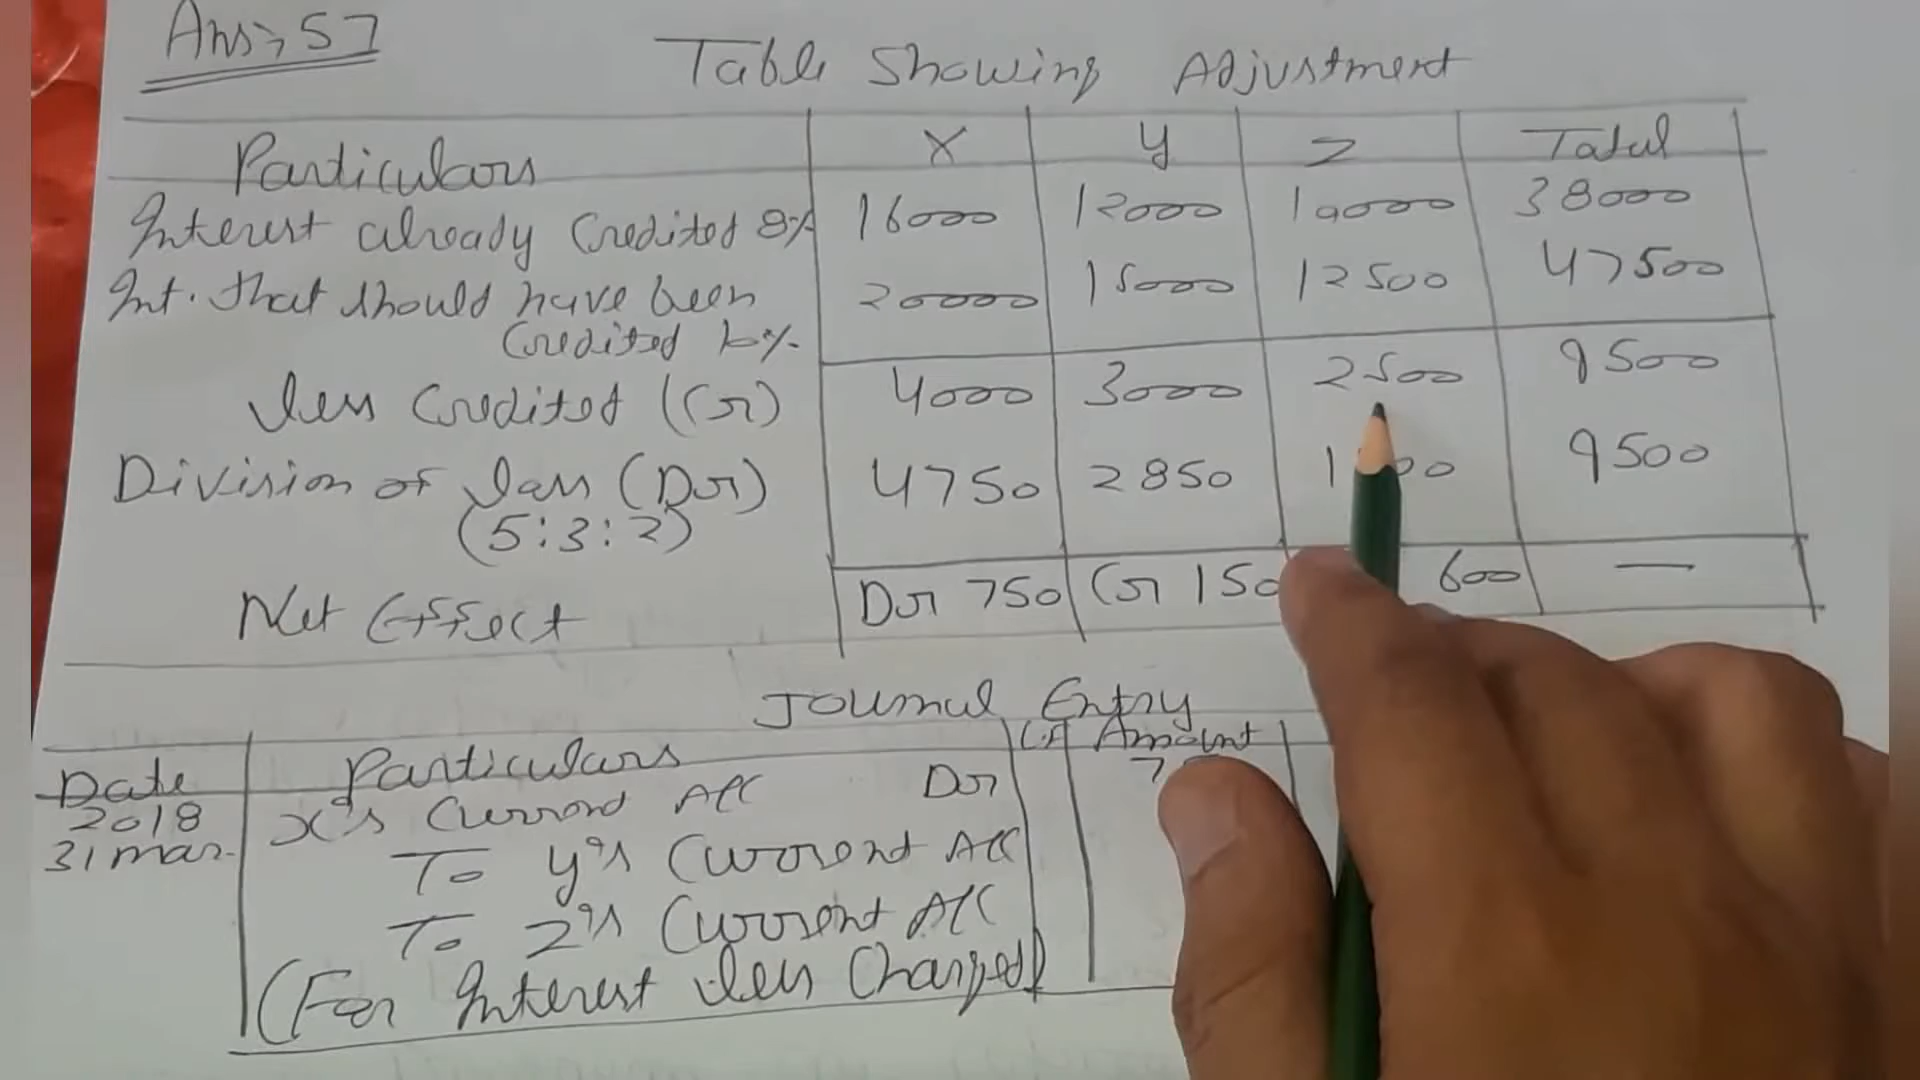 Ans→57
Table Showing Adjustment
Particulars X Y Z Total
Interest already Credited 8% 16000 12000 10000 38000
Int. that should have been Credited 10% 20000 15000 12500 47500
less Credited (Cr) 4000 3000 2500 9500
Division of loss (Dr) 4750 2850 9500
(5:3:2)
Net Effect Dr 750 Cr 150 600 —
Journal Entry
Date Particulars L.F Amount
2018 X's Current A/C Dr
31 mar. To Y's Current A/C
To Z's Current A/C
(For Interest less Charged)